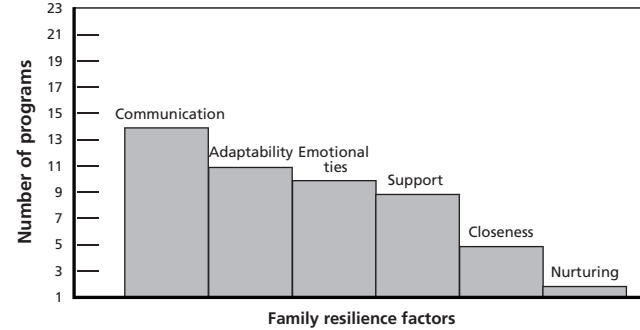 23
21
19
17
15
13
11
9
7
5
3
1
Number of programs
Communication
Adaptability
Emotional
ties
Support
Closeness
Nurturing
Family resilience factors